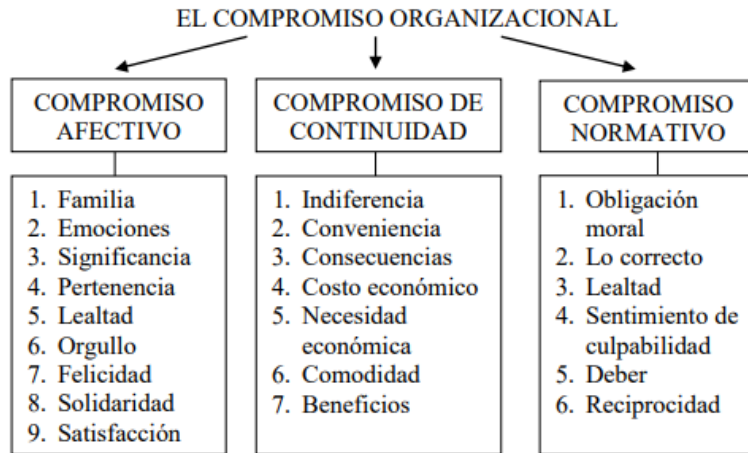 EL COMPROMISO ORGANIZACIONAL
COMPROMISO
AFECTIVO
1. Familia
2. Emociones
3. Significancia
4. Pertenencia
5. Lealtad
6. Orgullo
7. Felicidad
8. Solidaridad
9. Satisfacción
COMPROMISO DE
CONTINUIDAD
1. Indiferencia
2. Conveniencia
3. Consecuencias
4. Costo económico
5. Necesidad
económica
6. Comodidad
7. Beneficios
COMPROMISO
NORMATIVO
1. Obligación
moral
2. Lo correcto
3. Lealtad
4. Sentimiento de
culpabilidad
5. Deber
6. Reciprocidad